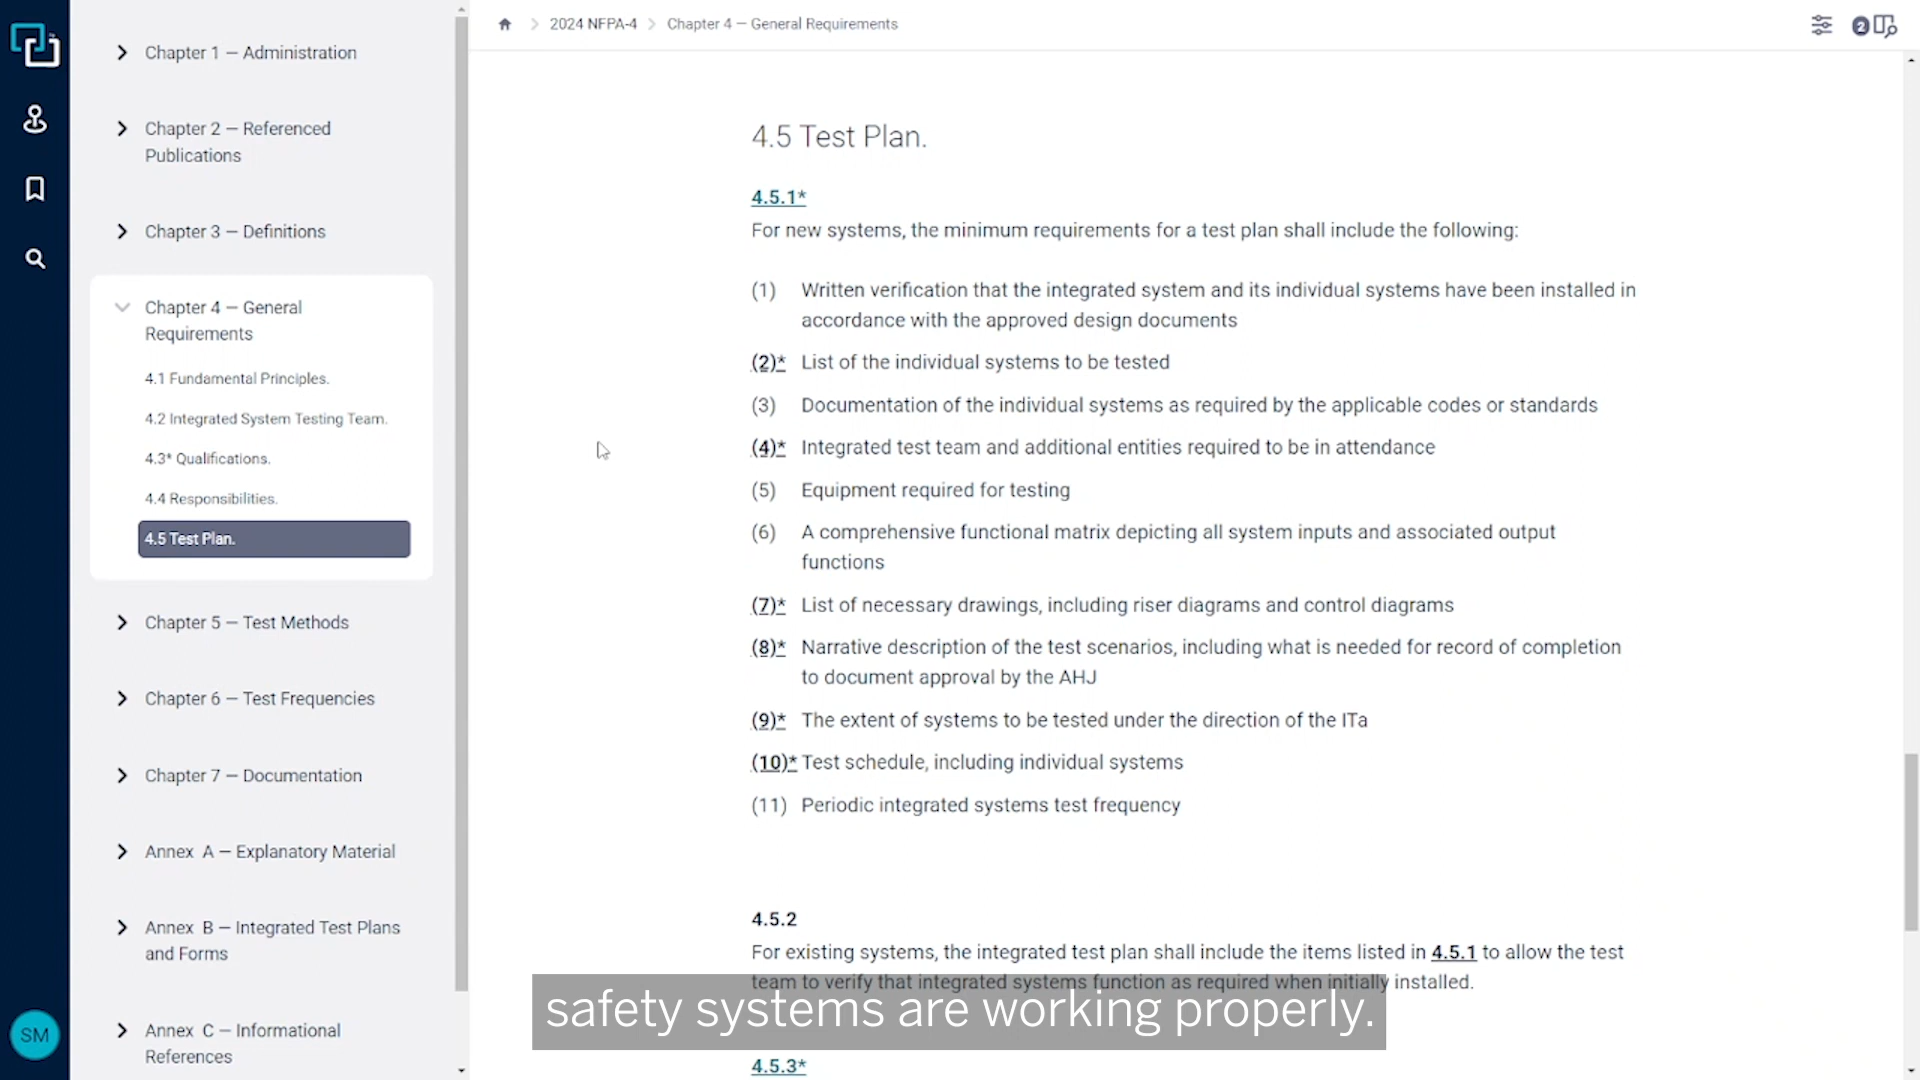 2024 NFPA-4
Chapter 4 – General Requirements
2
Chapter 1 – Administration
Chapter 2 – Referenced
Publications
Chapter 3 – Definitions
Chapter 4 – General
Requirements
4.1 Fundamental Principles.
4.2 Integrated System Testing Team.
4.3* Qualifications.
4.4 Responsibilities.
4.5 Test Plan.
Chapter 5 – Test Methods
Chapter 6 – Test Frequencies
Chapter 7 – Documentation
Annex A – Explanatory Material
Annex B – Integrated Test Plans
and Forms
Annex C – Informational
References
SM
4.5 Test Plan.
4.5.1*
For new systems, the minimum requirements for a test plan shall include the following:
(1) Written verification that the integrated system and its individual systems have been installed in
accordance with the approved design documents
(2)* List of the individual systems to be tested
(3) Documentation of the individual systems as required by the applicable codes or standards
(4)* Integrated test team and additional entities required to be in attendance
(5) Equipment required for testing
(6) A comprehensive functional matrix depicting all system inputs and associated output
functions
(7)* List of necessary drawings, including riser diagrams and control diagrams
(8)* Narrative description of the test scenarios, including what is needed for record of completion
to document approval by the AHJ
(9)* The extent of systems to be tested under the direction of the ITa
(10)* Test schedule, including individual systems
(11) Periodic integrated systems test frequency
4.5.2
For existing systems, the integrated test plan shall include the items listed in 4.5.1 to allow the test
team to verify that integrated systems function as required when initially installed.
safety systems are working properly.
4.5.3*